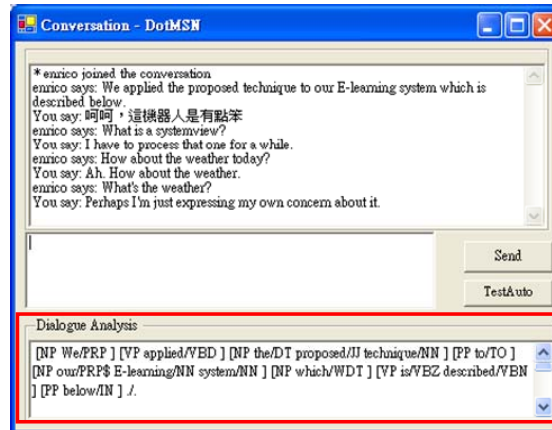 Conversation - DotMSN
* enrico joined the conversation
enrico says: We applied the proposed technique to our E-learning system which is
described below.
You say: 呵呵，這機器人是有點笨
enrico says: What is a systemview?
You say: I have to process that one for a while.
enrico says: How about the weather today?
You say: Ah. How about the weather.
enrico says: What's the weather?
You say: Perhaps I'm just expressing my own concern about it.
Send
TestAuto
Dialogue Analysis
[NP We/PRP ] [VP applied/VBD ] [NP the/DT proposed/JJ technique/NN ] [PP to/TO ]
[NP our/PRP$ E-learning/NN system/NN ] [NP which/WDT ] [VP is/VBZ described/VBN
] [PP below/IN ] ./.